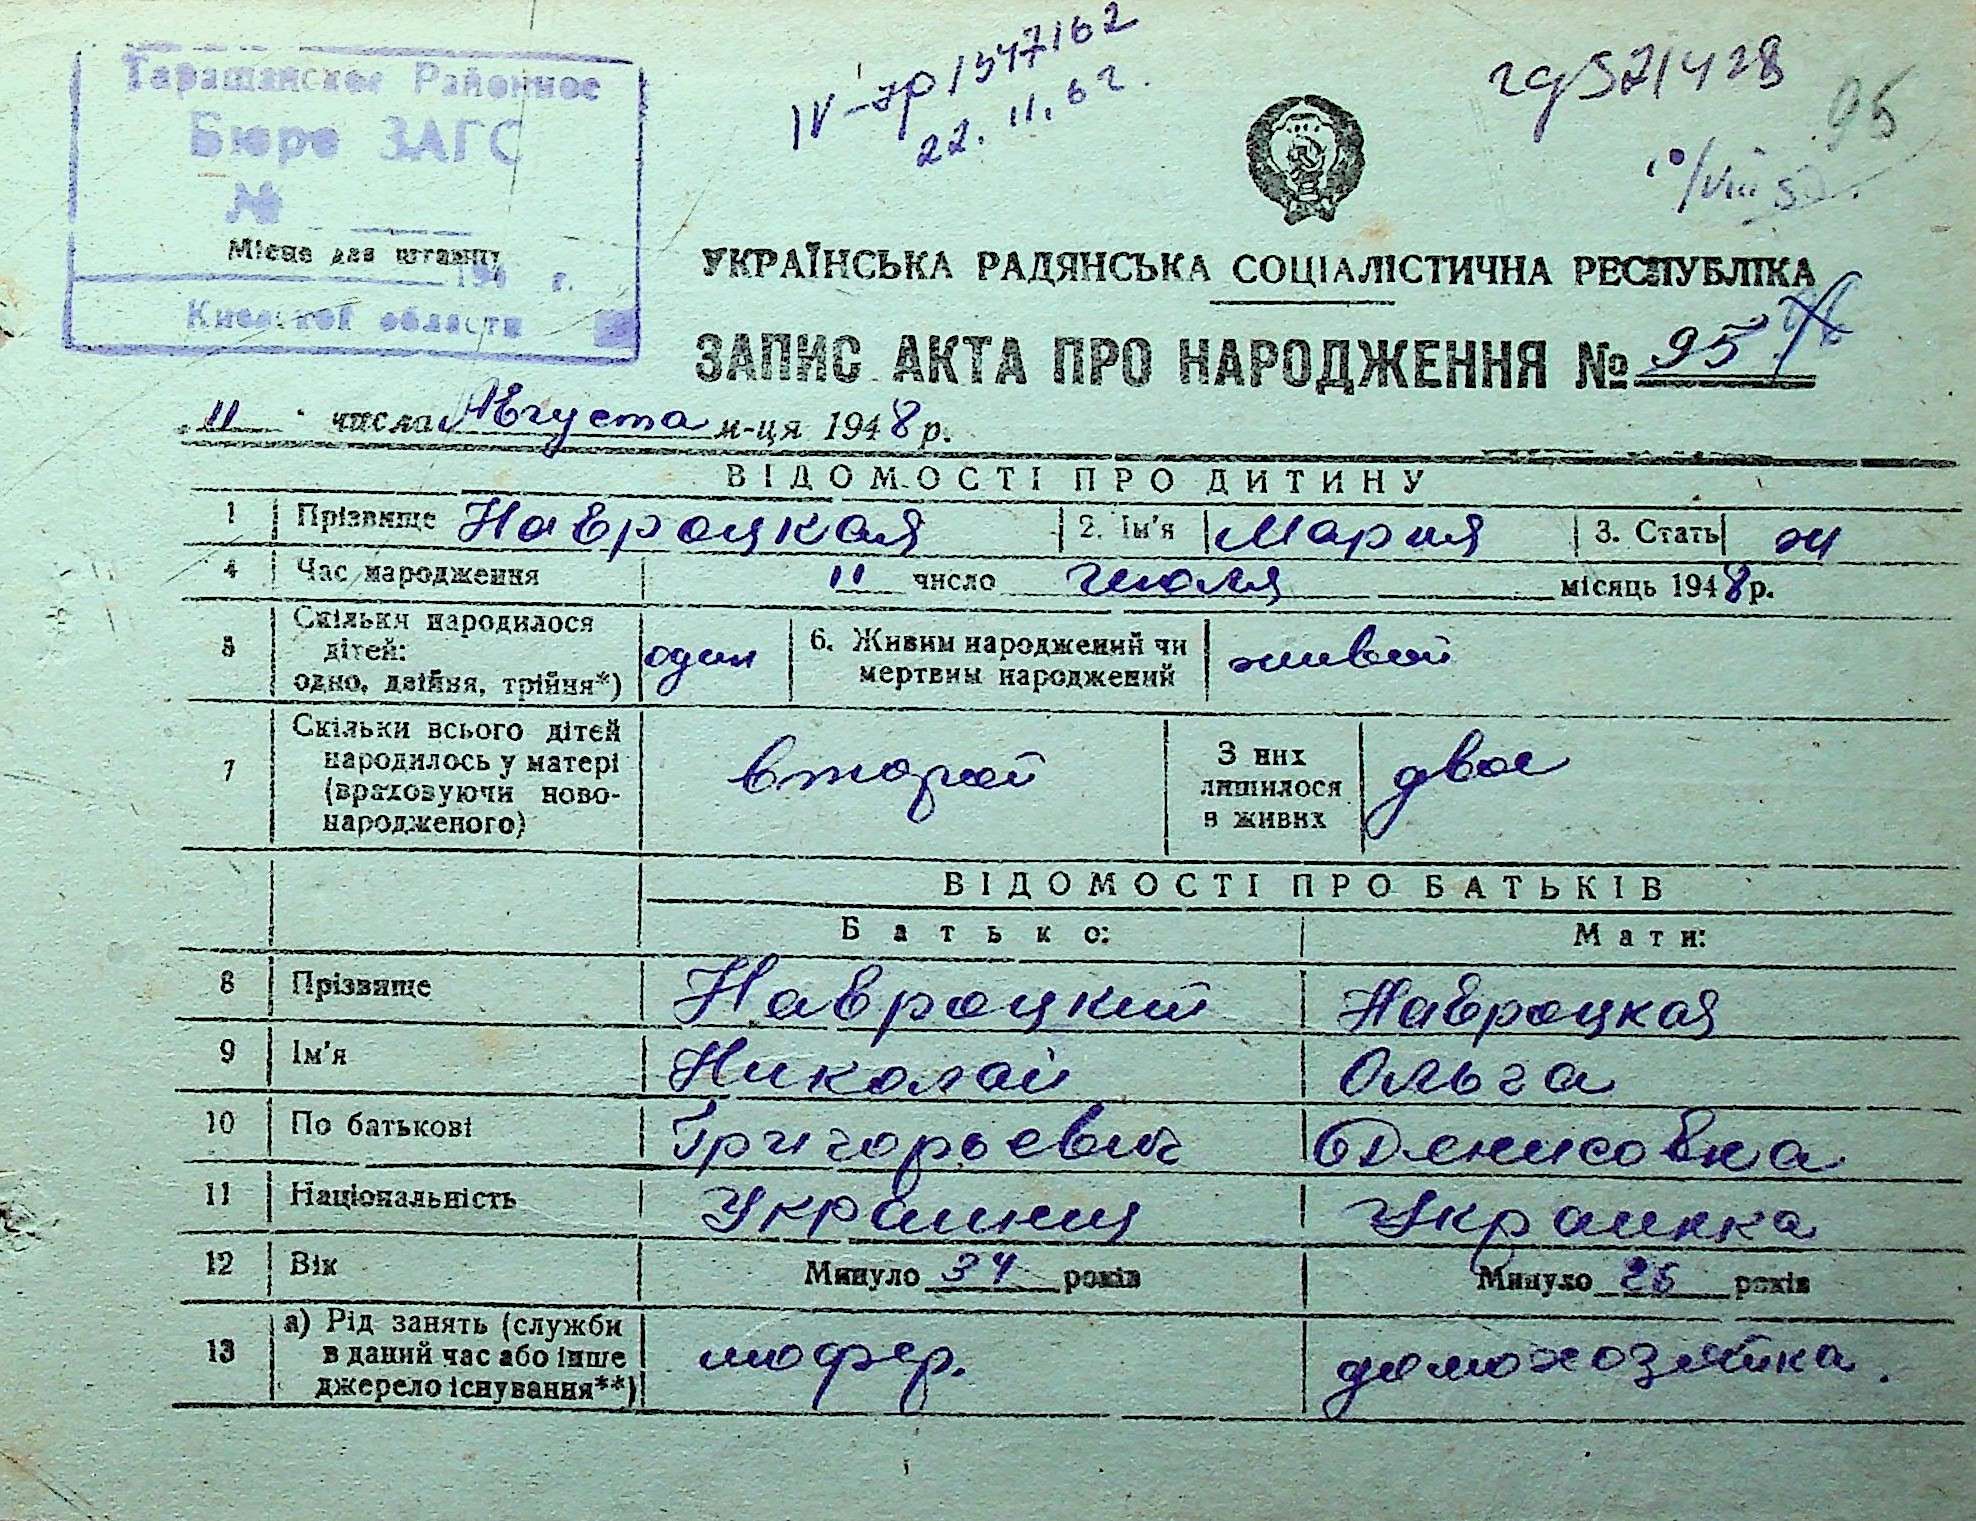 Таращанское Районное
Бюро ЗАГС
№
Місце для штампу
194 г.
Киевской области
22. 11. 62.
95
УКРАЇНСЬКА РАДЯНСЬКА СОЦІАЛІСТИЧНА РЕСПУБЛІКА
ЗАПИС АКТА ПРО НАРОДЖЕННЯ № 95
11 числа Августа м-ця 1948 р.
ВІДОМОСТІ ПРО ДИТИНУ
1 Прізвище Навроцкая 2. Ім'я Мария 3. Стать ж
4 Час народження 11 число Июля місяць 1948 р.
5 Скільки народилося дітей: одно, двійня, трійня*) один 6. Живим народжений чи мертвим народжений живой
7 Скільки всього дітей народилось у матері (враховуючи новонародженого) второй З них лишилося в живих двое
ВІДОМОСТІ ПРО БАТЬКІВ
Батько: Мати:
8 Прізвище Навроцкий Навроцкая
9 Ім'я Николай Ольга
10 По батькові Григорьевич Денисовна
11 Національність Украинец Украинка
12 Вік Минуло 34 років Минуло 25 років
13 а) Рід занять (служби в даний час або інше джерело існування**) шофер. домохозяйка.